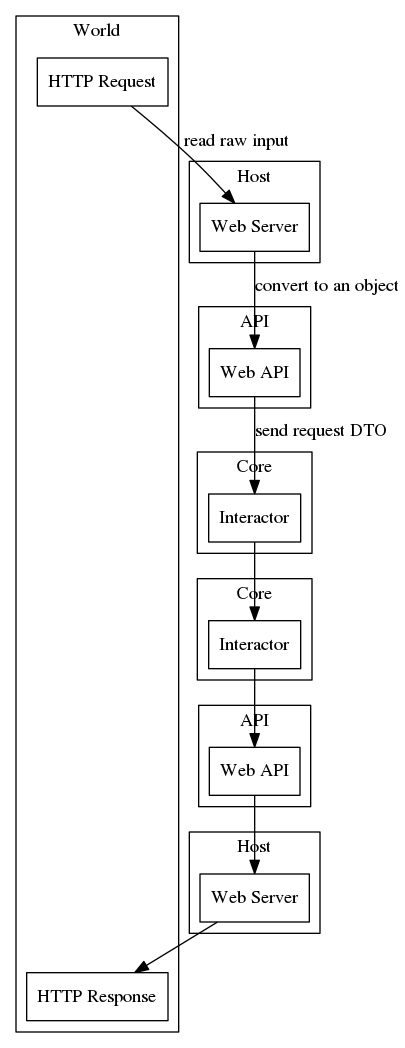 World
HTTP Request
read raw input
Host
Web Server
convert to an object
API
Web API
send request DTO
Core
Interactor
Core
Interactor
API
Web API
Host
Web Server
HTTP Response